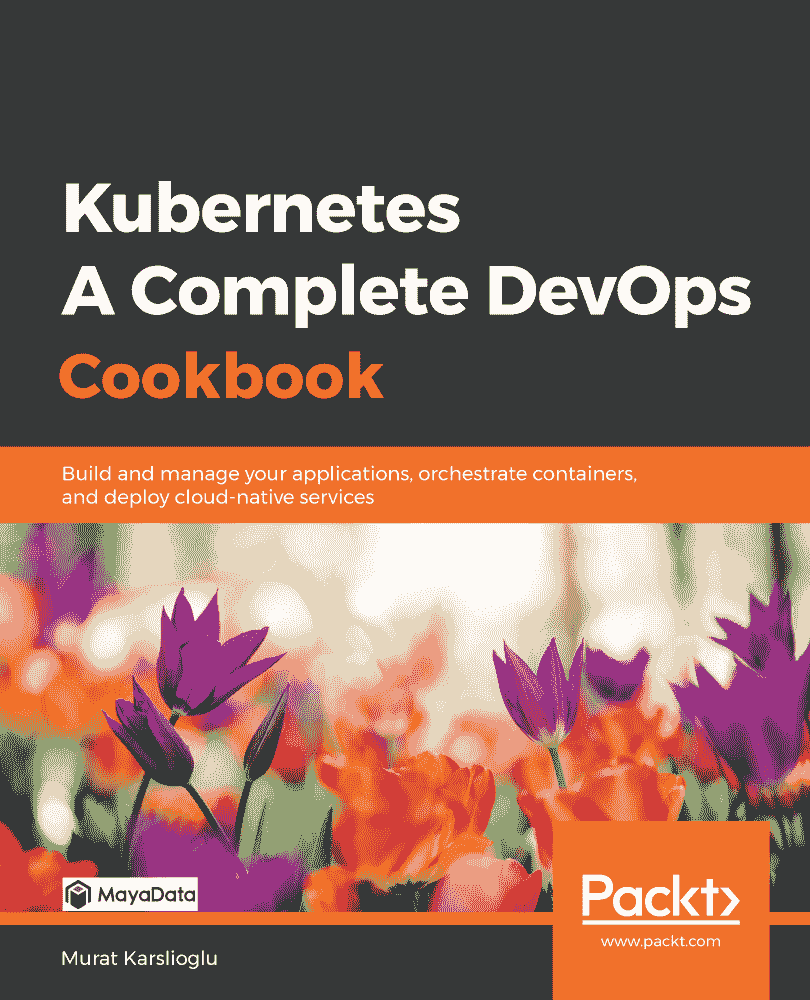 Kubernetes
A Complete DevOps
Cookbook
Build and manage your applications, orchestrate containers,
and deploy cloud-native services
MayaData
Packt>
www.packt.com
Murat Karslioglu